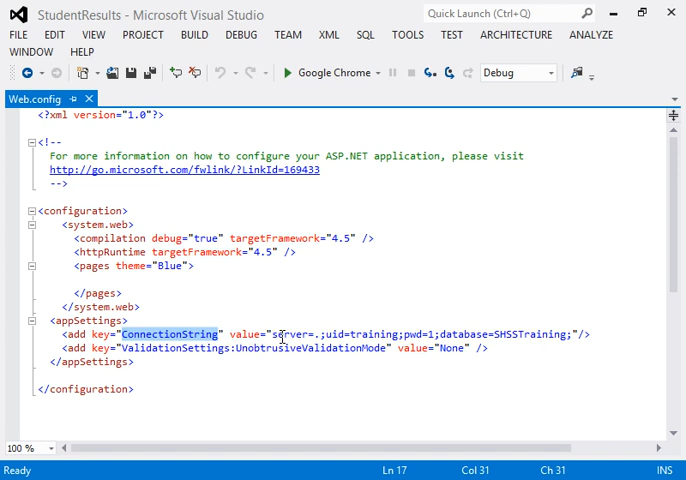 StudentResults - Microsoft Visual Studio
Quick Launch (Ctrl+Q)
FILE EDIT VIEW PROJECT BUILD DEBUG TEAM XML SQL TOOLS TEST ARCHITECTURE ANALYZE
WINDOW HELP
Google Chrome Debug
Web.config
<?xml version="1.0"?>
<!--
For more information on how to configure your ASP.NET application, please visit
http://go.microsoft.com/fwlink/?LinkId=169433
-->
<configuration>
<system.web>
<compilation debug="true" targetFramework="4.5" />
<httpRuntime targetFramework="4.5" />
<pages theme="Blue">
</pages>
</system.web>
<appSettings>
<add key="ConnectionString" value="server=.;uid=training;pwd=1;database=SHSSTraining;"/>
<add key="ValidationSettings:UnobtrusiveValidationMode" value="None" />
</appSettings>
</configuration>
100 %
Ready Ln 17 Col 31 Ch 31 INS